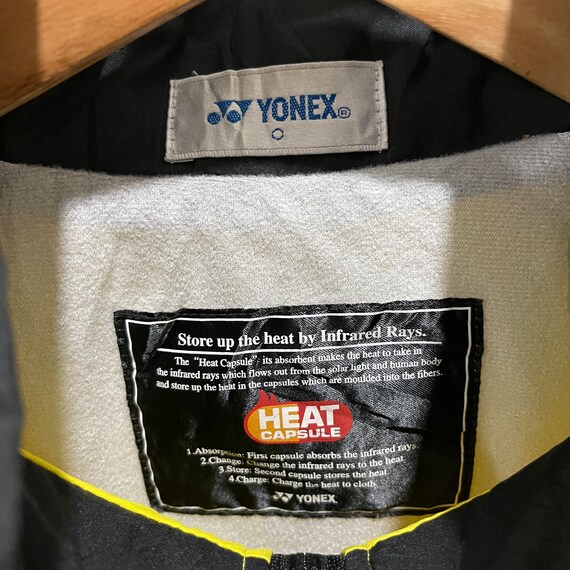 YONEX®
O
Store up the heat by Infrared Rays.
The "Heat Capsule": its absorbent makes the heat to take in
the infrared rays which flows out from the solar light and human body
and store up the heat in the capsules which are moulded into the fibers.
HEAT
CAPSULE
1.Absorption: First capsule absorbs the infrared rays.
2.Change: Change the infrared rays to the heat.
3.Store: Second capsule stores the heat.
4.Charge: Charge the heat to cloth.
YONEX